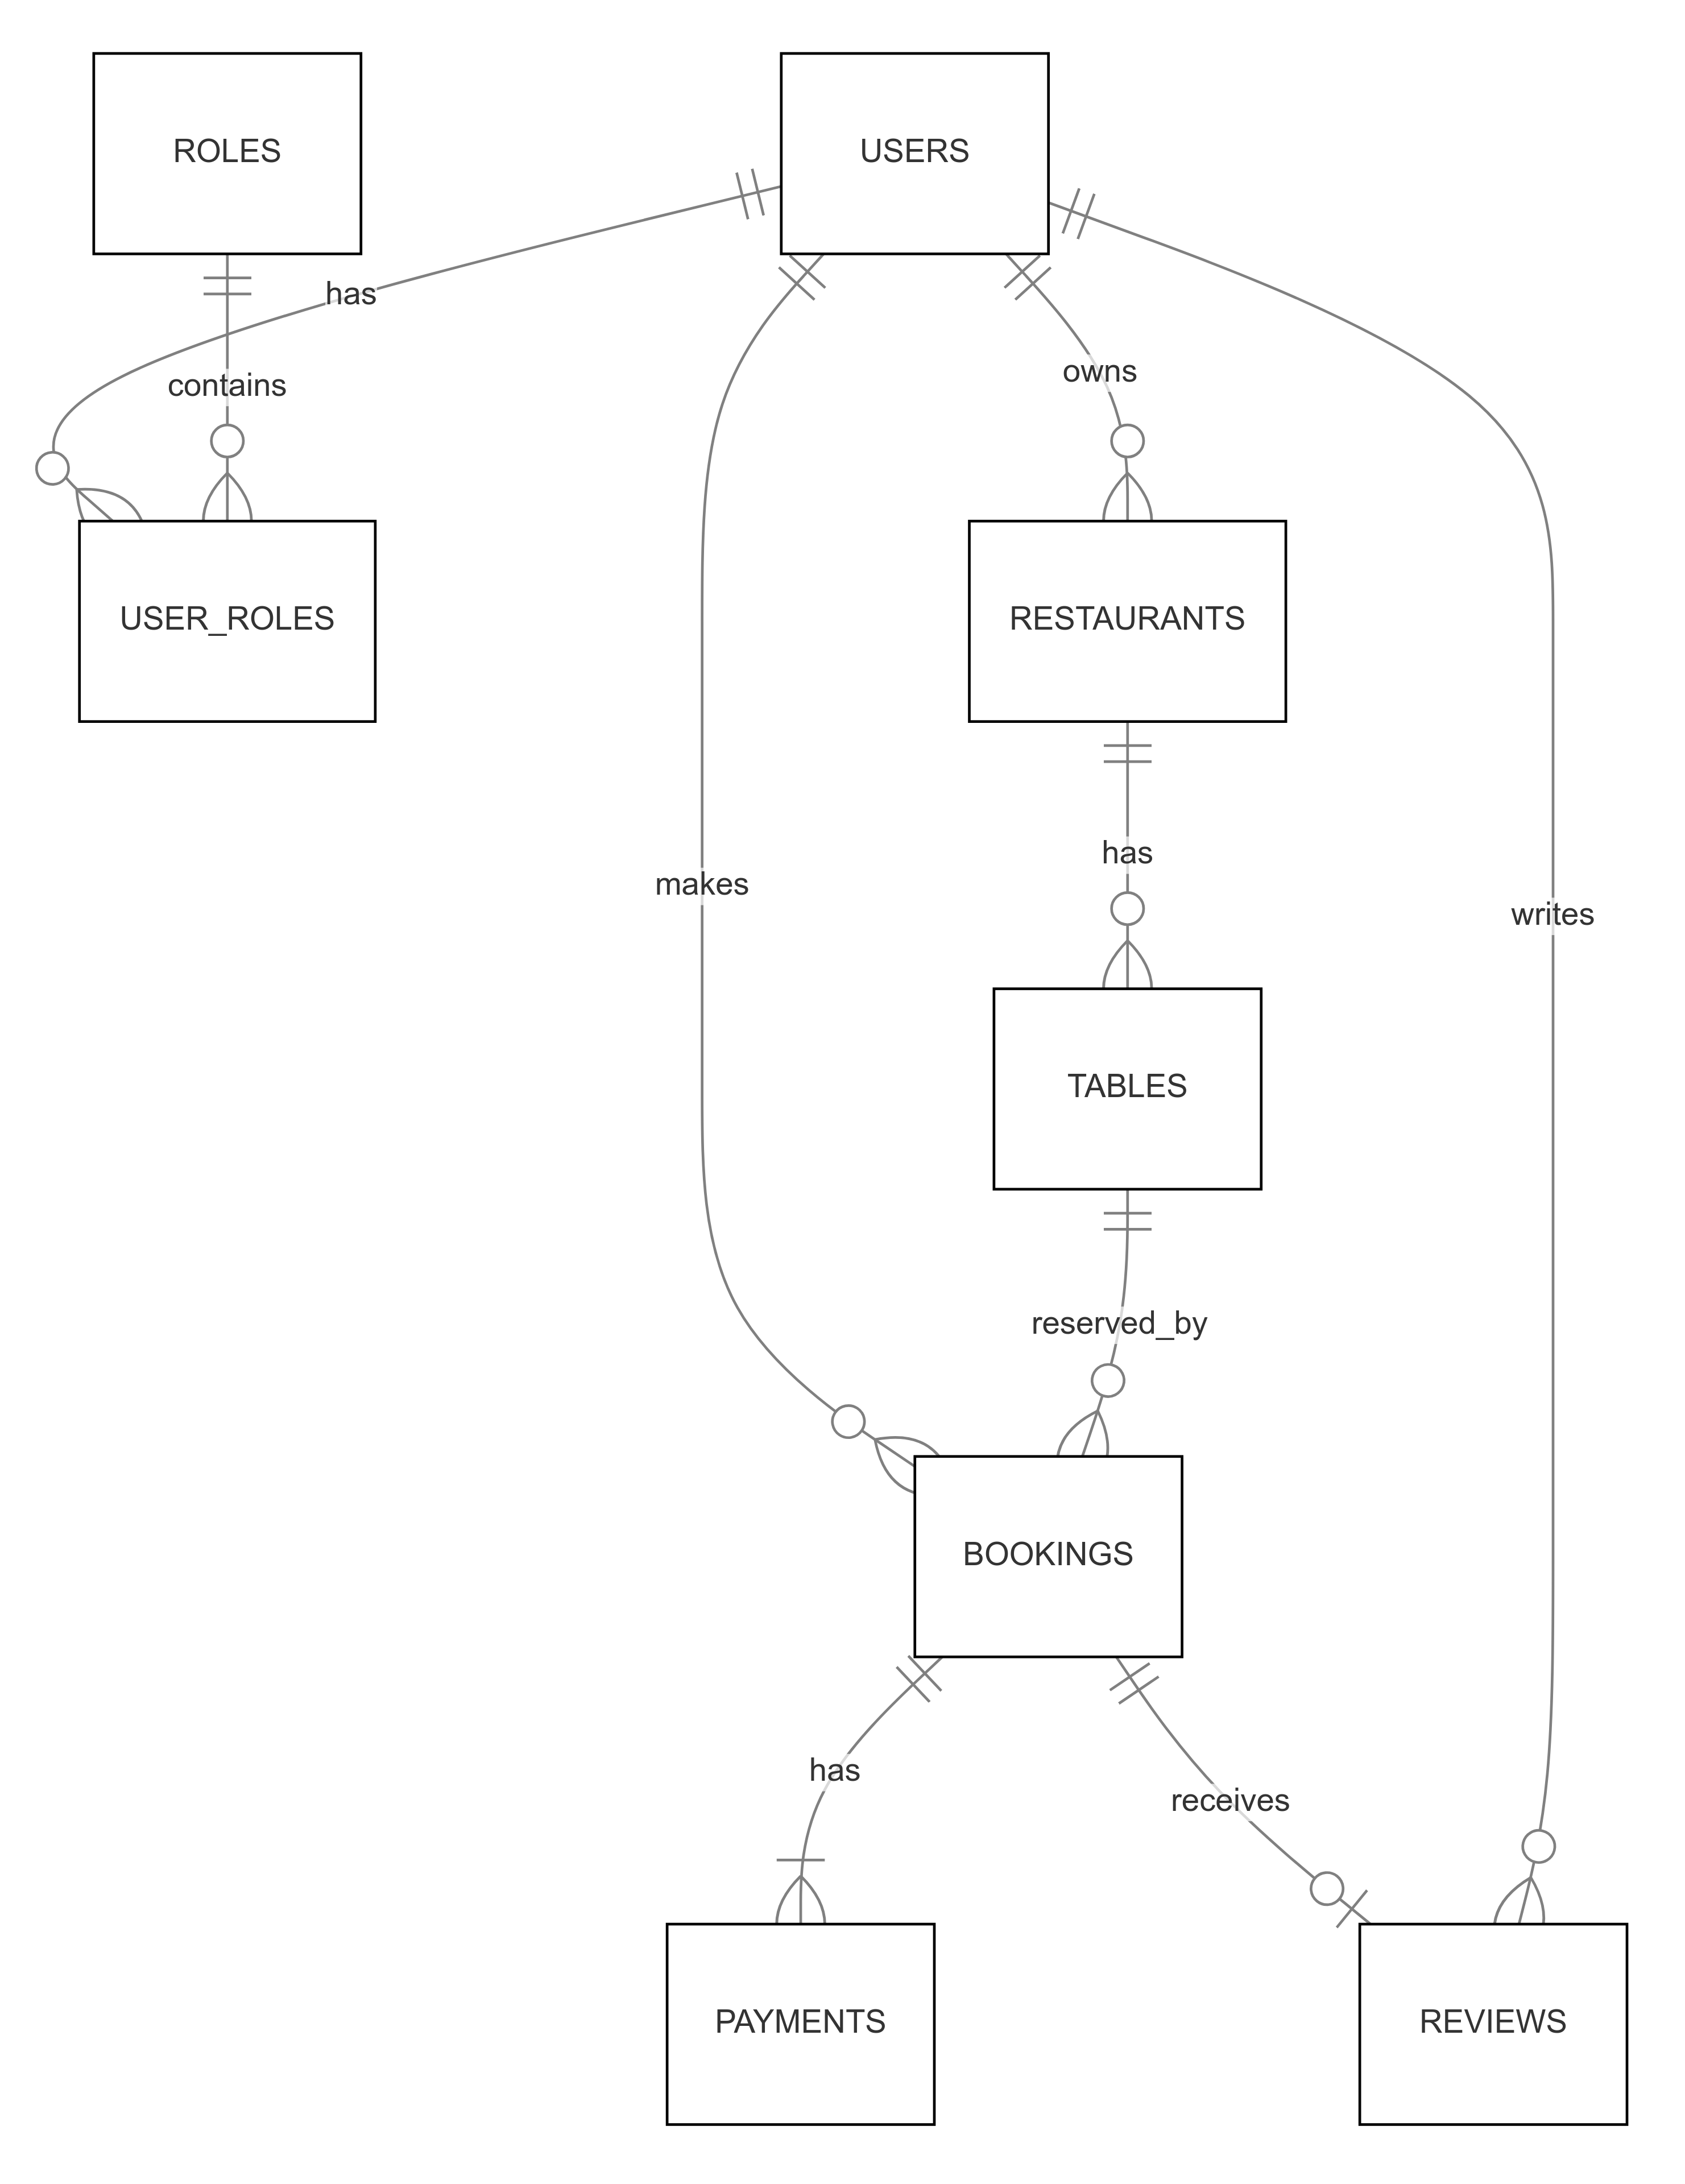 ROLES
USERS
has
owns
contains
USER_ROLES
RESTAURANTS
has
makes
writes
TABLES
reserved_by
BOOKINGS
has
receives
PAYMENTS
REVIEWS